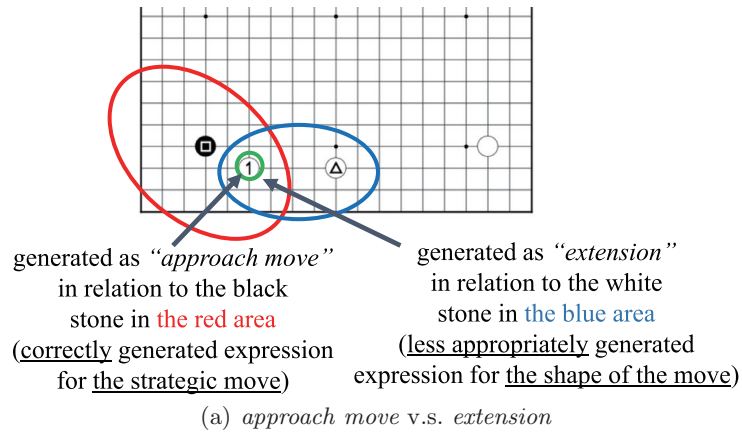 1
generated as “approach move”
in relation to the black
stone in the red area
(correctly generated expression
for the strategic move)
generated as “extension”
in relation to the white
stone in the blue area
(less appropriately generated
expression for the shape of the move)
(a) approach move v.s. extension